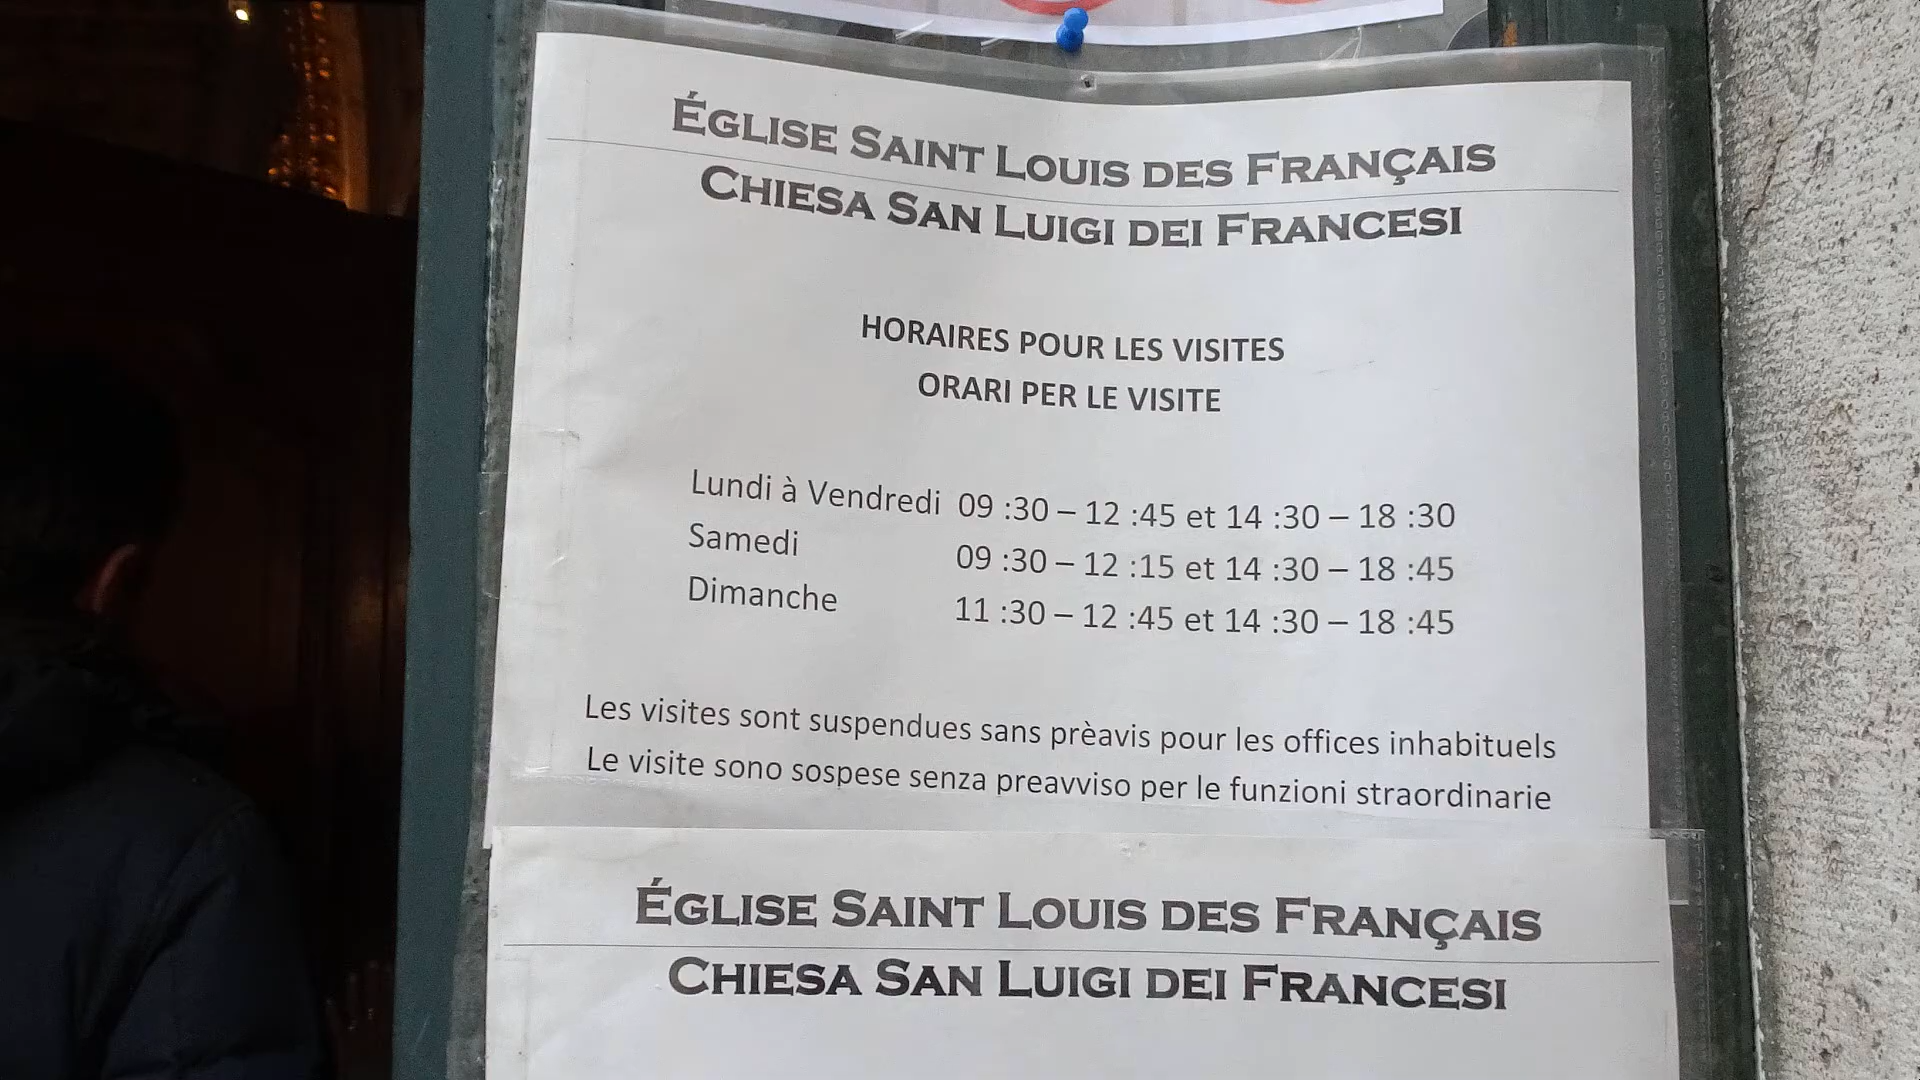 ÉGLISE SAINT LOUIS DES FRANÇAIS
CHIESA SAN LUIGI DEI FRANCESI
HORAIRES POUR LES VISITES
ORARI PER LE VISITE
Lundi à Vendredi 09 :30 – 12 :45 et 14 :30 – 18 :30
Samedi 09 :30 – 12 :15 et 14 :30 – 18 :45
Dimanche 11 :30 – 12 :45 et 14 :30 – 18 :45
Les visites sont suspendues sans prèavis pour les offices inhabituels
Le visite sono sospese senza preavviso per le funzioni straordinarie
ÉGLISE SAINT LOUIS DES FRANÇAIS
CHIESA SAN LUIGI DEI FRANCESI